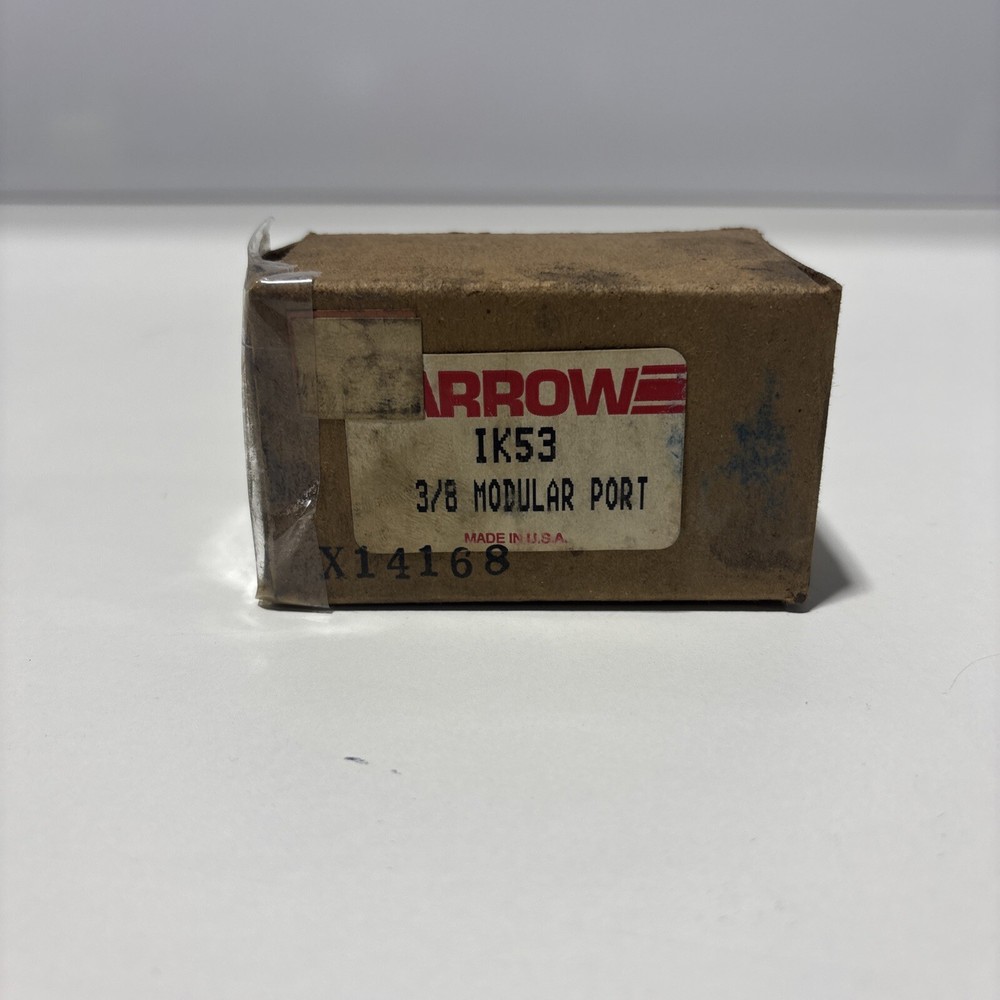 ARROW
IK53
3/8 MODULAR PORT
MADE IN U.S.A.
X14168